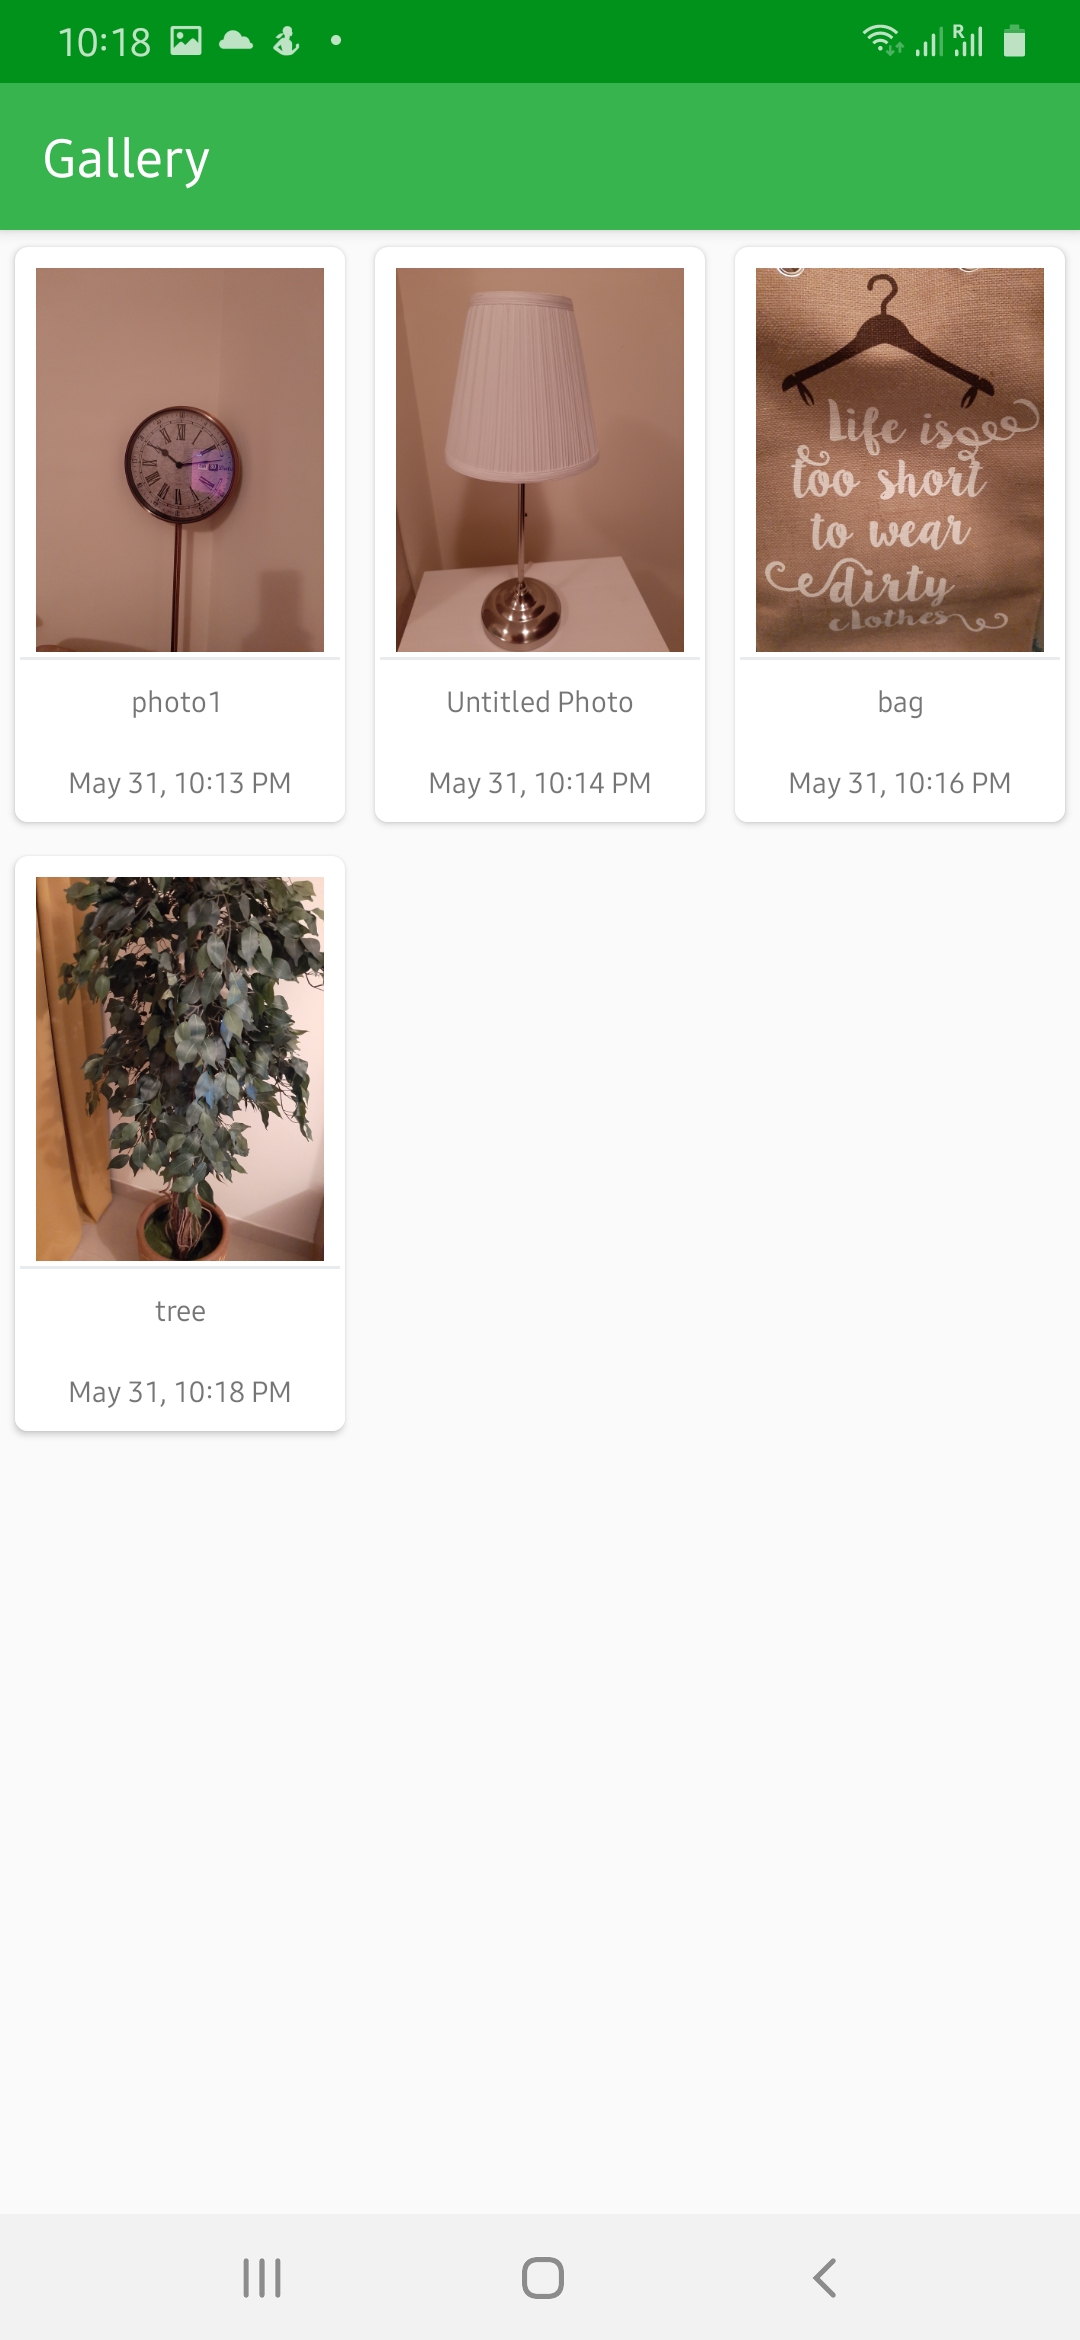 10:18
R
Gallery
Life is
too short
to wear
dirty
clothes
photo1
Untitled Photo
bag
May 31, 10:13 PM
May 31, 10:14 PM
May 31, 10:16 PM
tree
May 31, 10:18 PM